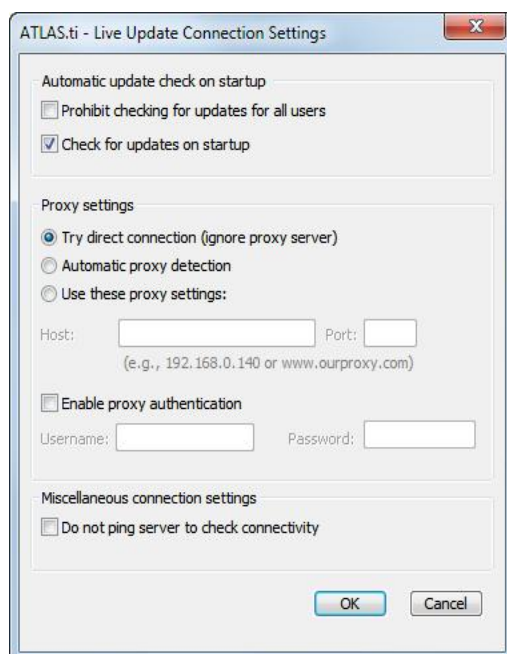 ATLAS.ti - Live Update Connection Settings
Automatic update check on startup
Prohibit checking for updates for all users
Check for updates on startup
Proxy settings
Try direct connection (ignore proxy server)
Automatic proxy detection
Use these proxy settings:
Host: Port:
(e.g., 192.168.0.140 or www.ourproxy.com)
Enable proxy authentication
Username: Password:
Miscellaneous connection settings
Do not ping server to check connectivity
OK Cancel